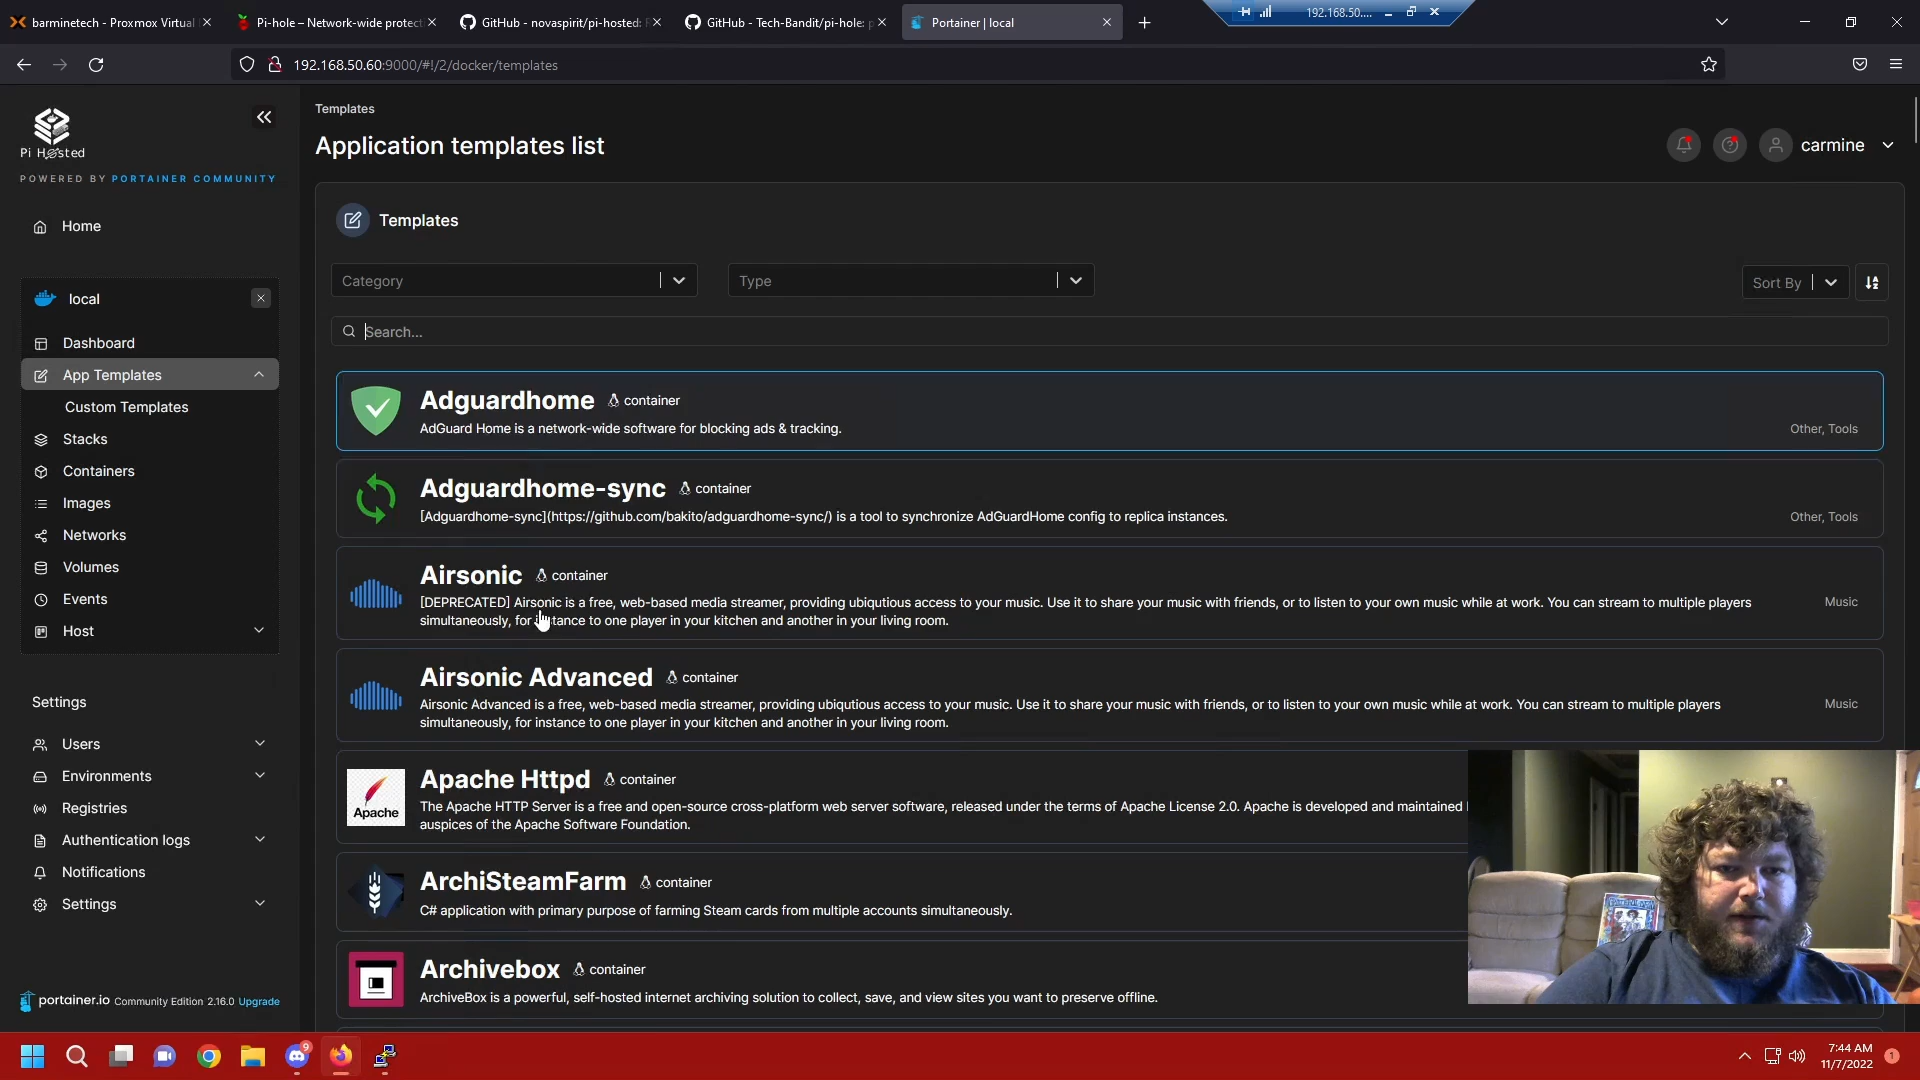 barminetech - Proxmox Virtual
Pi-hole – Network-wide protecti
GitHub - novaspirit/pi-hosted:
GitHub - Tech-Bandit/pi-hole:
Portainer | local
192.168.50....
192.168.50.60:9000/#!/2/docker/templates
Pi Hosted
POWERED BY PORTAINER COMMUNITY
Home
local
Dashboard
App Templates
Custom Templates
Stacks
Containers
Images
Networks
Volumes
Events
Host
Settings
Users
Environments
Registries
Authentication logs
Notifications
Settings
portainer.io Community Edition 2.16.0 Upgrade
Templates
Application templates list
carmine
Templates
Category
Type
Sort By
Search...
Adguardhome container
AdGuard Home is a network-wide software for blocking ads & tracking.
Other, Tools
Adguardhome-sync container
[Adguardhome-sync](https://github.com/bakito/adguardhome-sync/) is a tool to synchronize AdGuardHome config to replica instances.
Other, Tools
Airsonic container
[DEPRECATED] Airsonic is a free, web-based media streamer, providing ubiqutious access to your music. Use it to share your music with friends, or to listen to your own music while at work. You can stream to multiple players
simultaneously, for instance to one player in your kitchen and another in your living room.
Music
Airsonic Advanced container
Airsonic Advanced is a free, web-based media streamer, providing ubiqutious access to your music. Use it to share your music with friends, or to listen to your own music while at work. You can stream to multiple players
simultaneously, for instance to one player in your kitchen and another in your living room.
Music
Apache
Apache Httpd container
The Apache HTTP Server is a free and open-source cross-platform web server software, released under the terms of Apache License 2.0. Apache is developed and maintained
auspices of the Apache Software Foundation.
ArchiSteamFarm container
C# application with primary purpose of farming Steam cards from multiple accounts simultaneously.
Archivebox container
ArchiveBox is a powerful, self-hosted internet archiving solution to collect, save, and view sites you want to preserve offline.
9
7:44 AM
11/7/2022
1